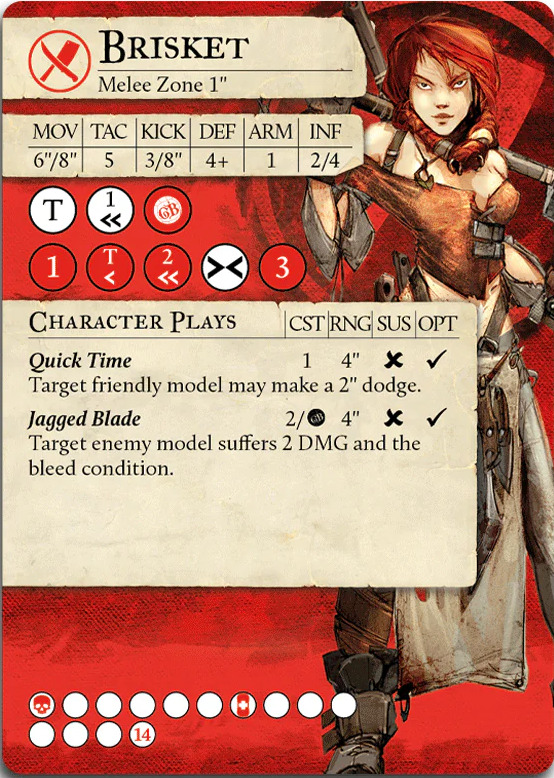 BRISKET
Melee Zone 1"
MOV TAC KICK DEF ARM INF
6"/8" 5 3/8" 4+ 1 2/4
T 1 << GB
1 T < 2 << >< 3
CHARACTER PLAYS CST RNG SUS OPT
Quick Time 1 4" ✘ ✓
Target friendly model may make a 2" dodge.
Jagged Blade 2/GB 4" ✘ ✓
Target enemy model suffers 2 DMG and the
bleed condition.
14